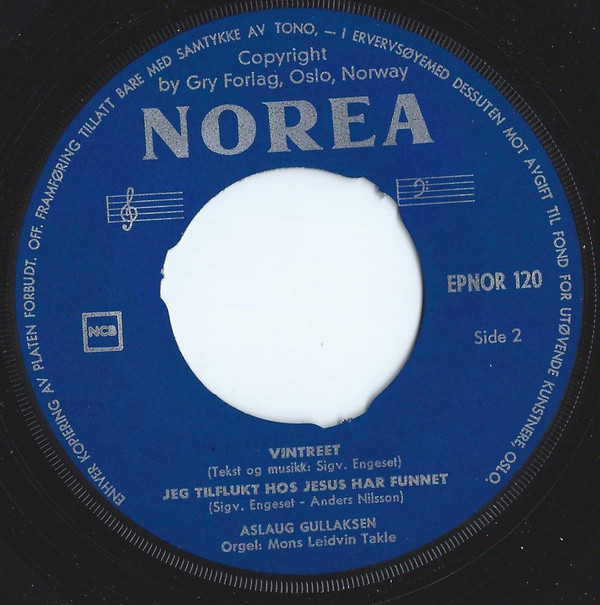 ENHVER KOPIERING AV PLATEN FORBUDT. OFF. FRAMFØRING TILLATT BARE MED SAMTYKKE AV TONO, — I ERVERVSØYEMED DESSUTEN MOT AVGIFT TIL FOND FOR UTØVENDE KUNSTNERE, OSLO.
Copyright
by Gry Forlag, Oslo, Norway
NOREA
EPNOR 120
NCB
Side 2
VINTREET
(Tekst og musikk: Sigv. Engeset)
JEG TILFLUKT HOS JESUS HAR FUNNET
(Sigv. Engeset - Anders Nilsson)
ASLAUG GULLAKSEN
Orgel: Mons Leidvin Takle